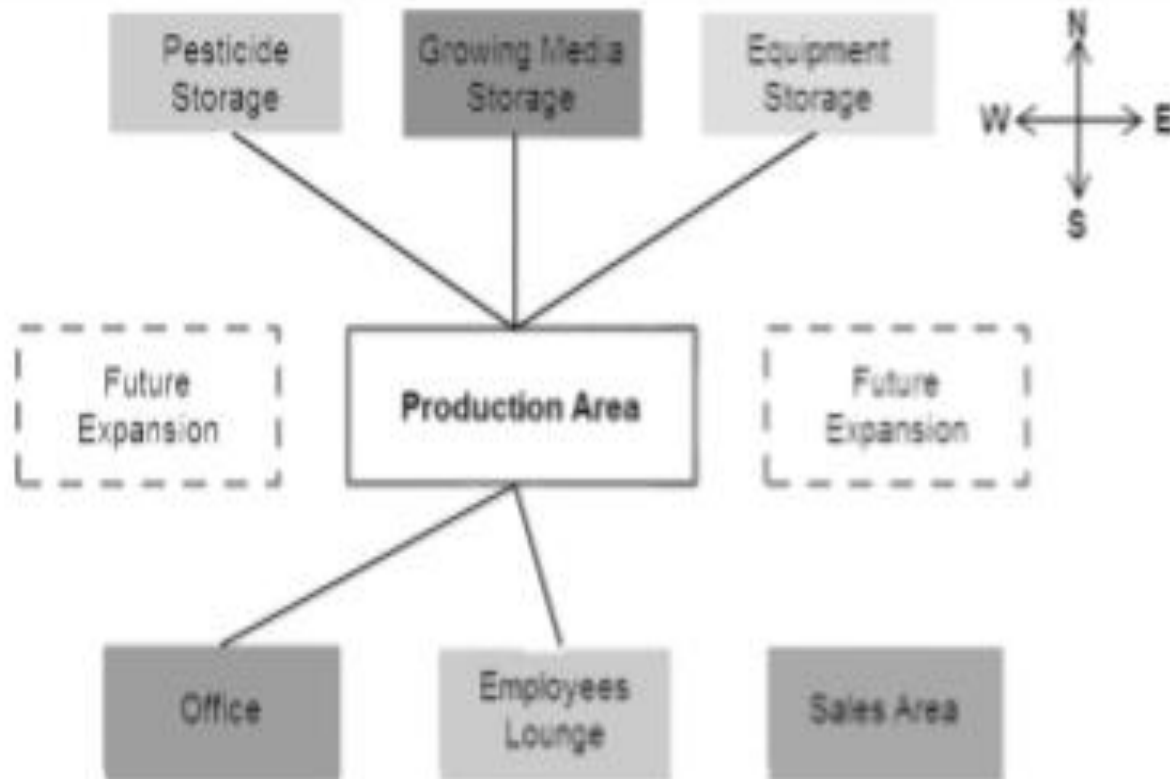 Pesticide
Storage
Growing Media
Storage
Equipment
Storage
N
W
E
S
Future
Expansion
Production Area
Future
Expansion
Office
Employees
Lounge
Sales Area